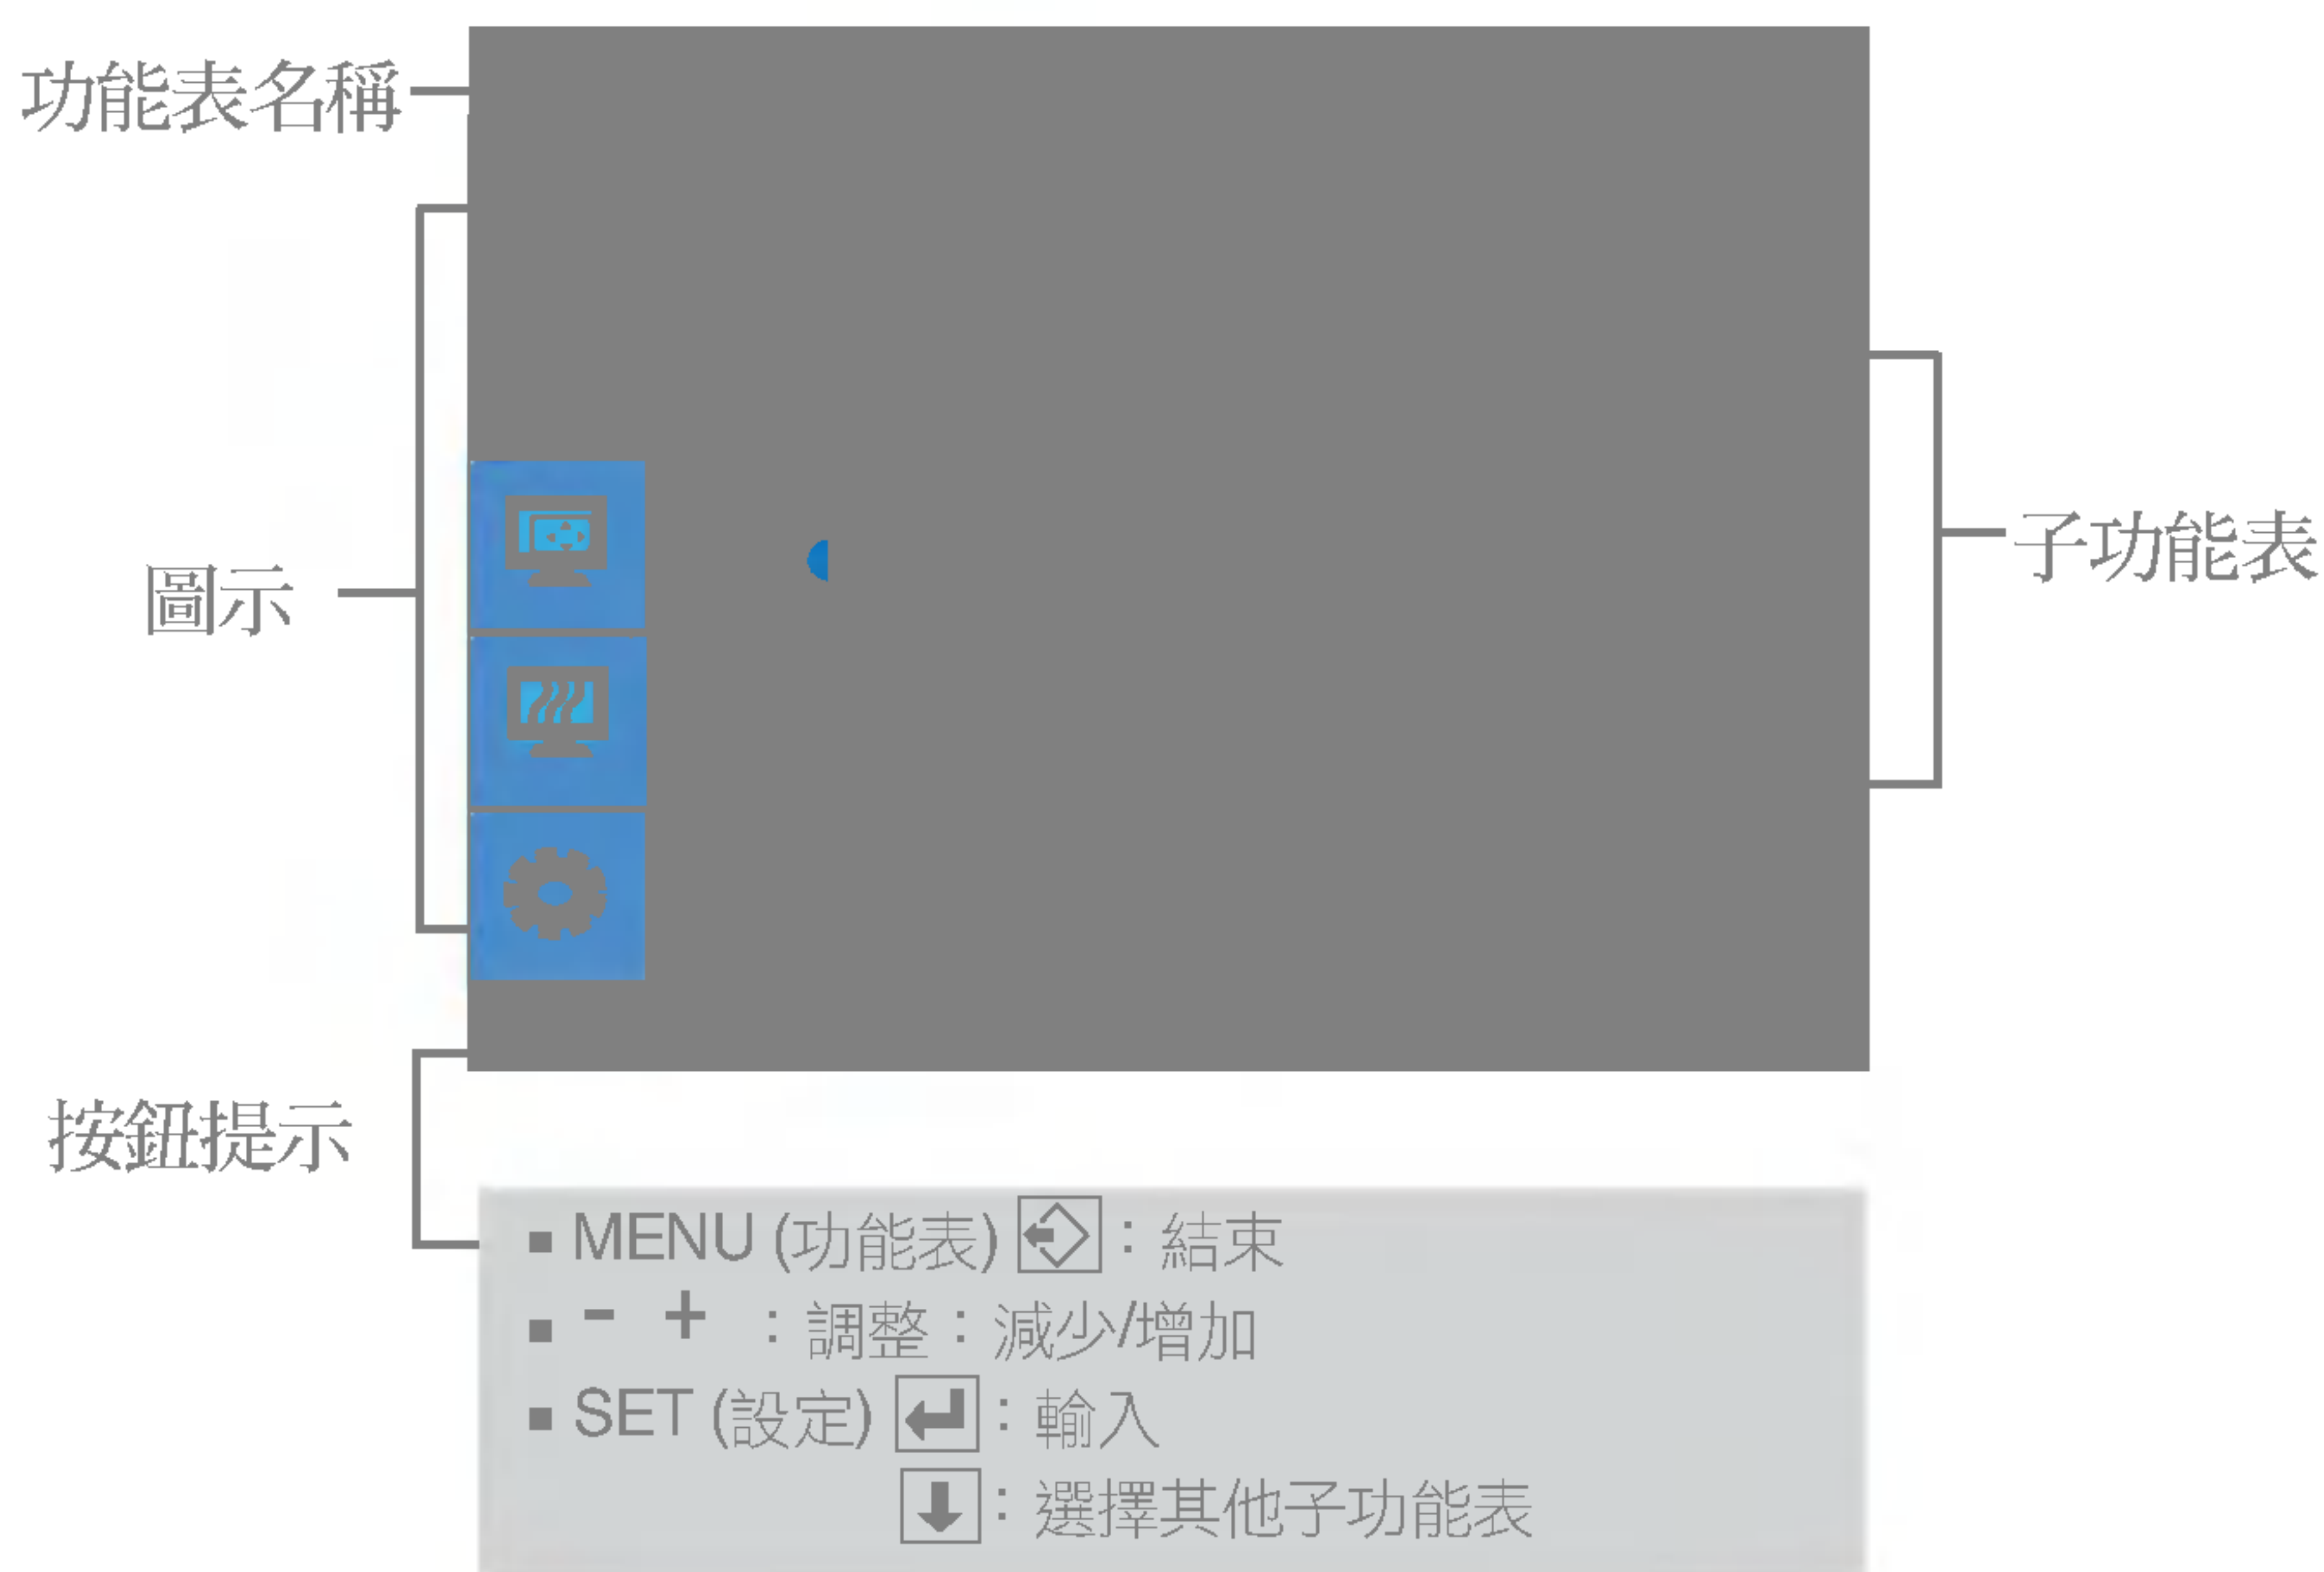 功能表名稱
圖示
子功能表
按鈕提示
■ MENU (功能表) : 結束
■ - + : 調整 : 減少/增加
■ SET (設定) : 輸入
: 選擇其他子功能表